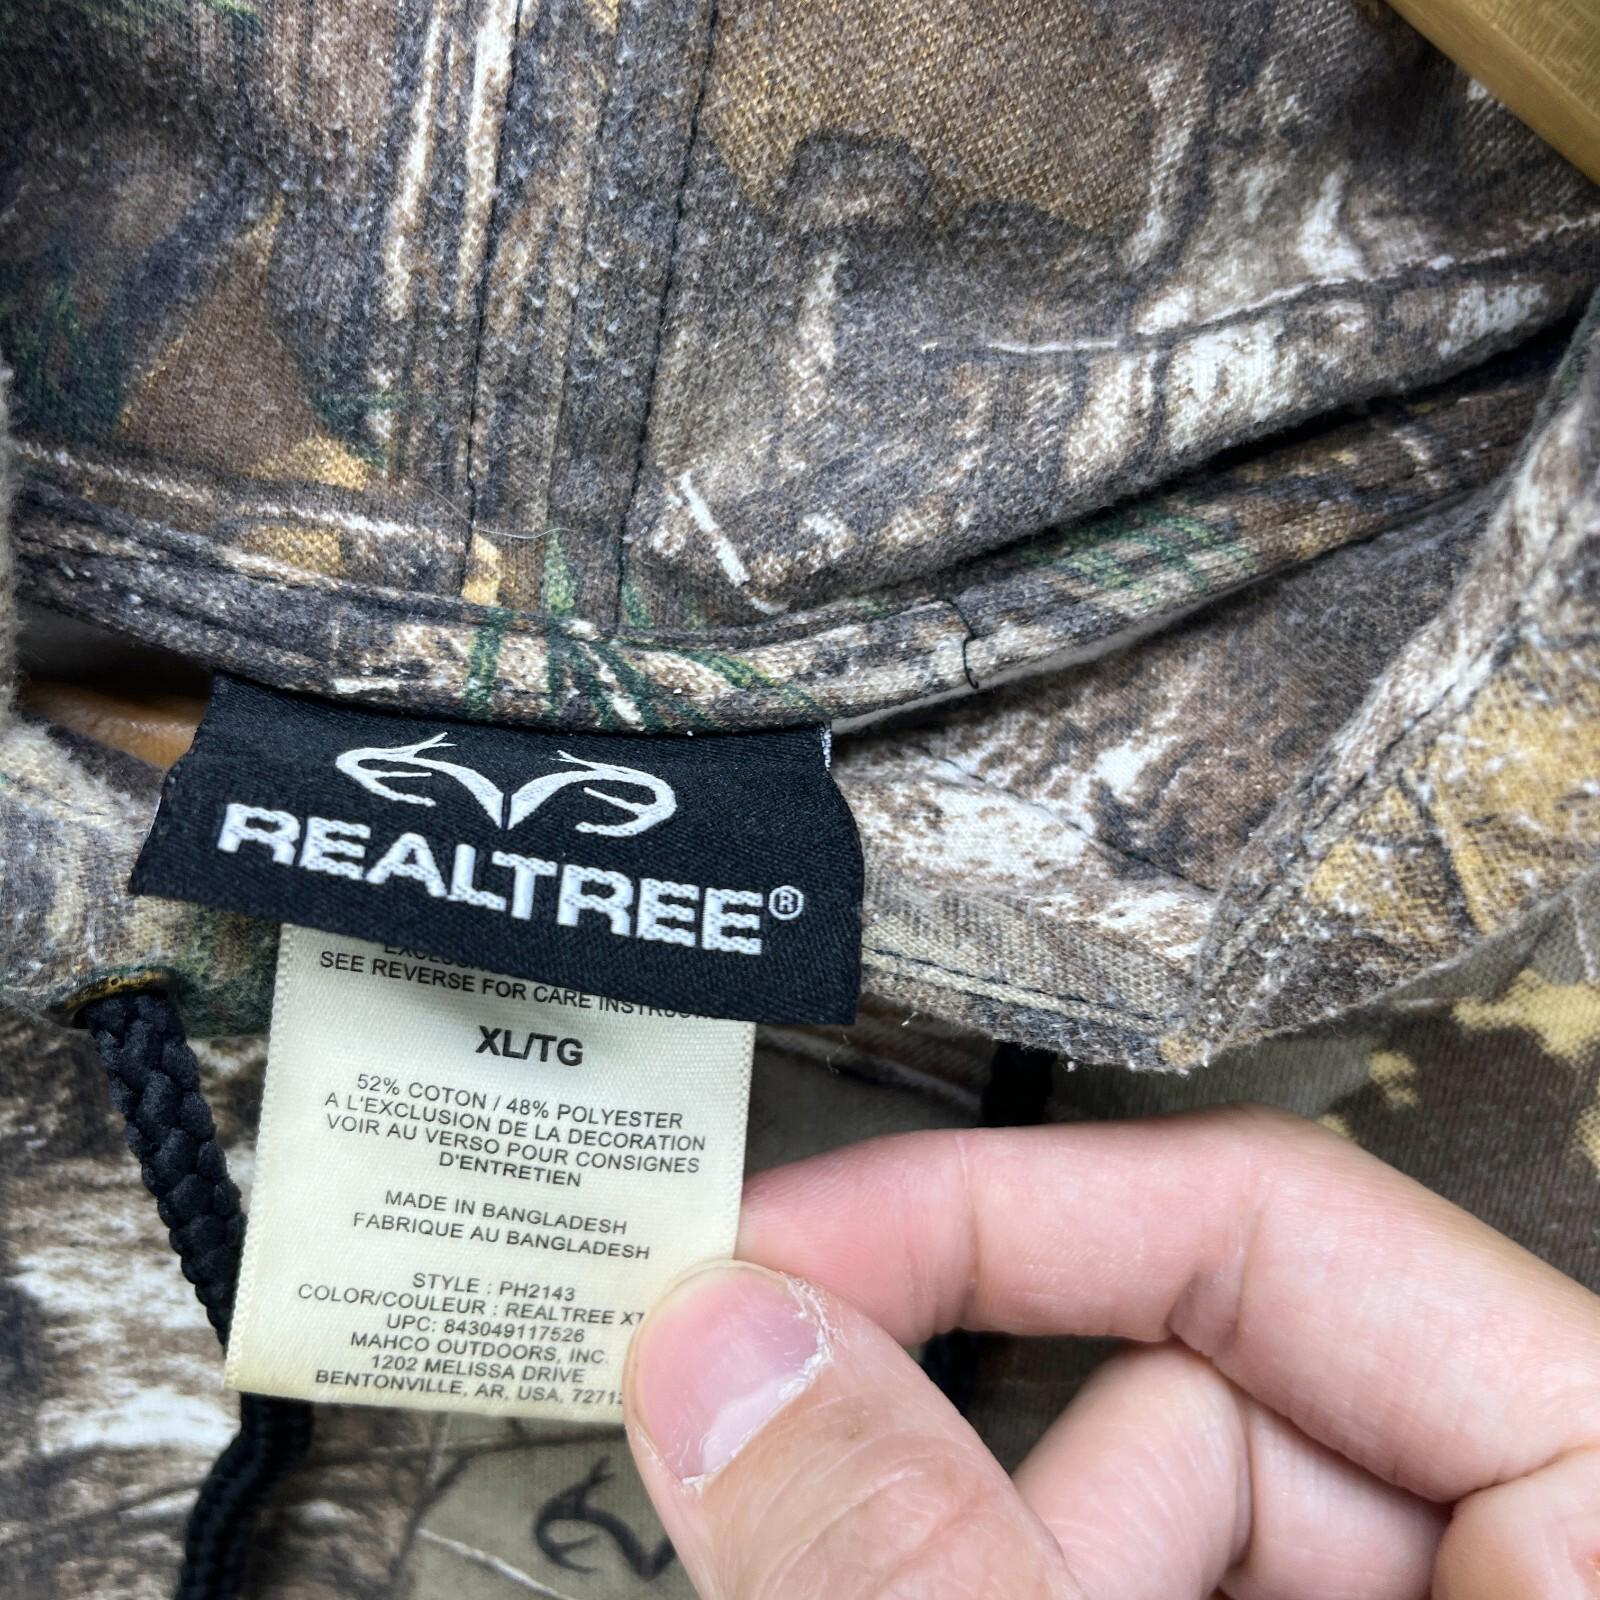 REALTREE®
SEE REVERSE FOR CARE
XL/TG
52% COTON / 48% POLYESTER
A L'EXCLUSION DE LA DECORATION
VOIR AU VERSO POUR CONSIGNES
D'ENTRETIEN
MADE IN BANGLADESH
FABRIQUE AU BANGLADESH
STYLE : PH2143
COLOR/COULEUR : REALTREE XT
UPC: 843049117526
MAHCO OUTDOORS, INC.
1202 MELISSA DRIVE
BENTONVILLE, AR, USA,